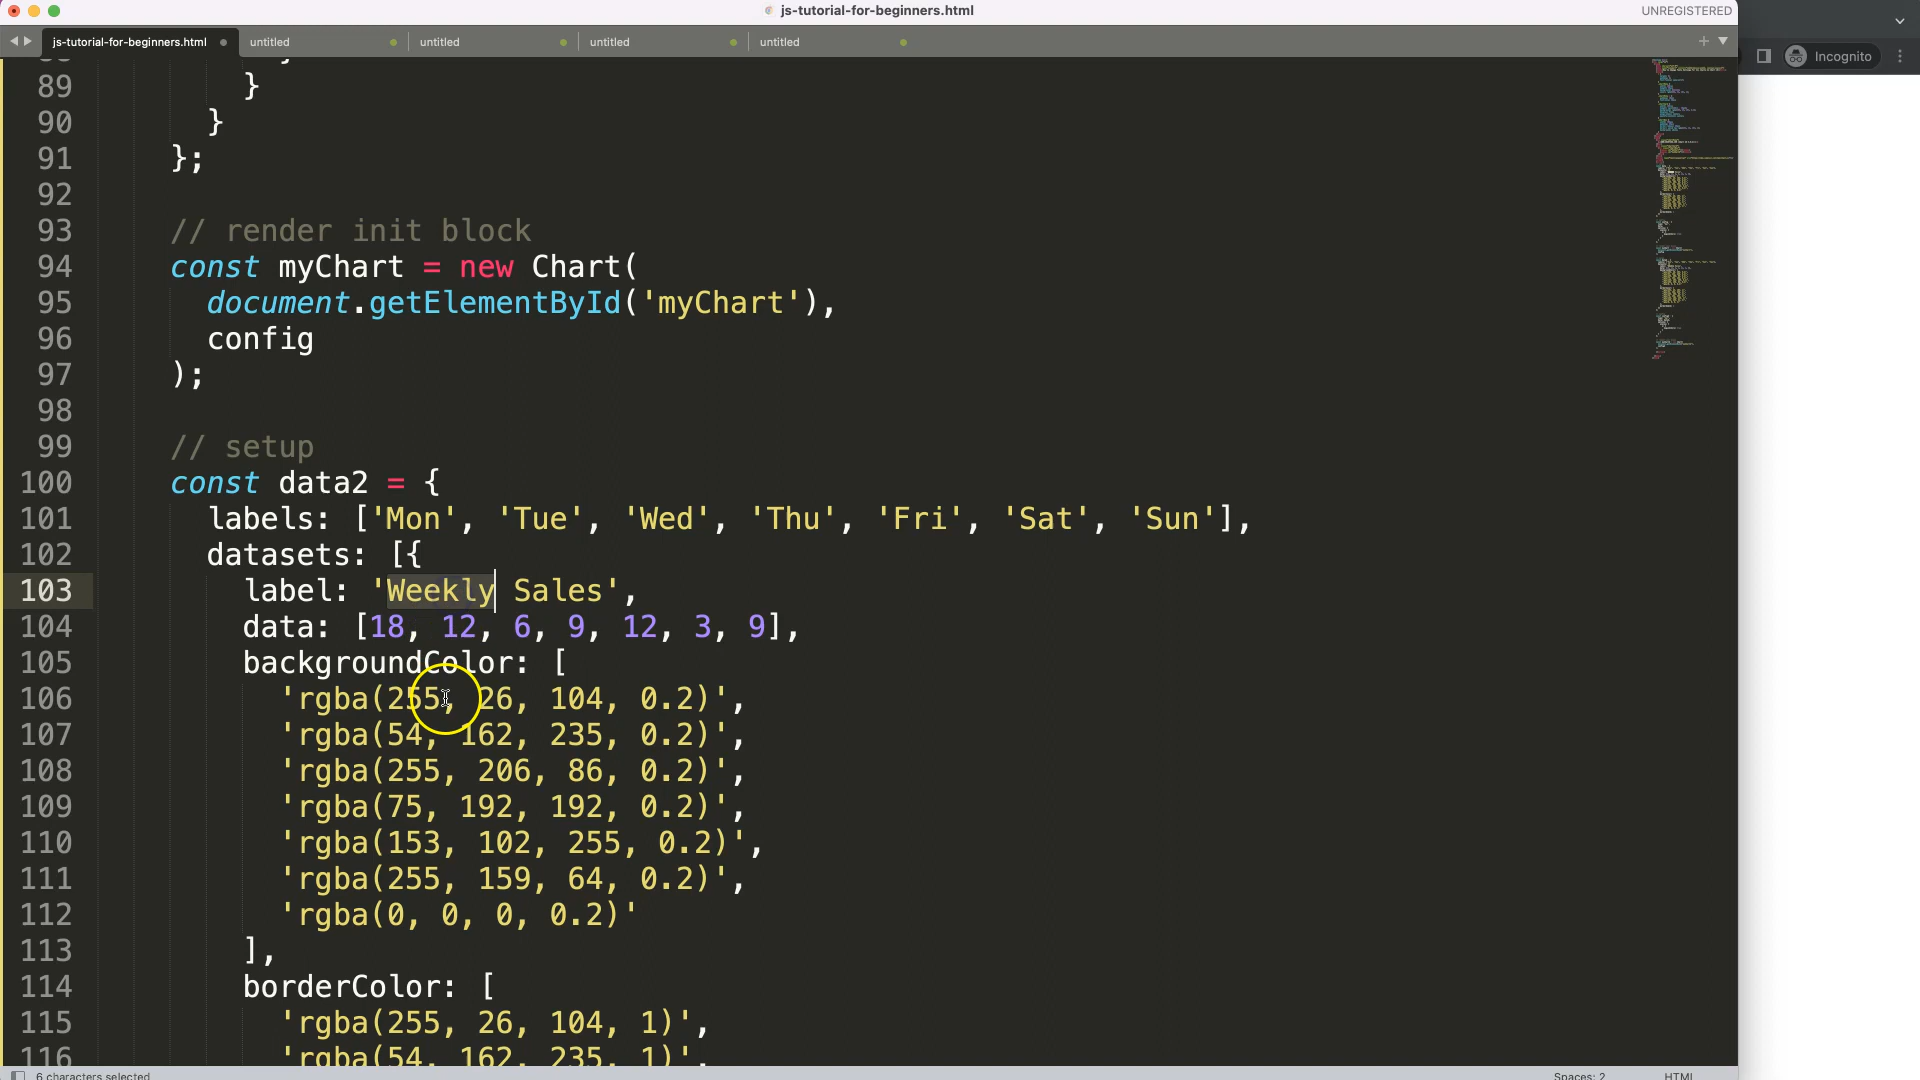 js-tutorial-for-beginners.html
UNREGISTERED
js-tutorial-for-beginners.html
untitled
untitled
untitled
untitled
Incognito
89 }
90 }
91 };
92
93 // render init block
94 const myChart = new Chart(
95 document.getElementById('myChart'),
96 config
97 );
98
99 // setup
100 const data2 = {
101 labels: ['Mon', 'Tue', 'Wed', 'Thu', 'Fri', 'Sat', 'Sun'],
102 datasets: [{
103 label: 'Weekly Sales',
104 data: [18, 12, 6, 9, 12, 3, 9],
105 backgroundColor: [
106 'rgba(255, 26, 104, 0.2)',
107 'rgba(54, 162, 235, 0.2)',
108 'rgba(255, 206, 86, 0.2)',
109 'rgba(75, 192, 192, 0.2)',
110 'rgba(153, 102, 255, 0.2)',
111 'rgba(255, 159, 64, 0.2)',
112 'rgba(0, 0, 0, 0.2)'
113 ],
114 borderColor: [
115 'rgba(255, 26, 104, 1)',
116 'rgba(54, 162, 235, 1)',
6 characters selected
Spaces: 2
HTML